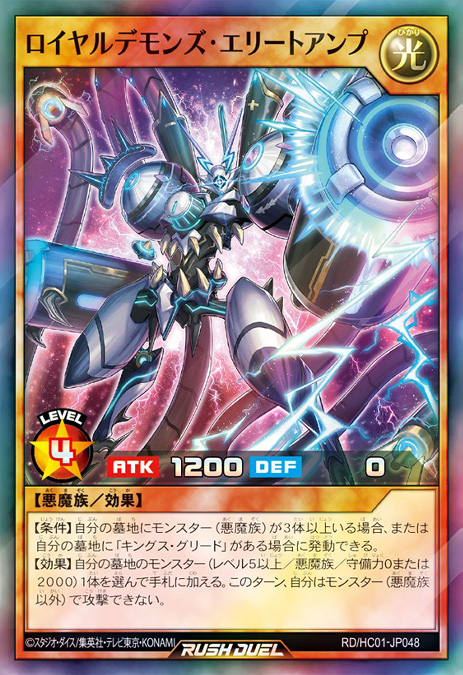 ロイヤルデモンズ・エリートアンプ
ひかり
光
LEVEL
4
ATK 1200 DEF 0
【悪魔族/効果】
【条件】自分の墓地にモンスター(悪魔族)が3体以上いる場合、または
自分の墓地に「キングス・グリード」がある場合に発動できる。
【効果】自分の墓地のモンスター(レベル5以上/悪魔族/守備力0または
2000)1体を選んで手札に加える。このターン、自分はモンスター(悪魔族
以外)で攻撃できない。
©スタジオ・ダイス/集英社・テレビ東京・KONAMI
RUSH DUEL
RD/HC01-JP048